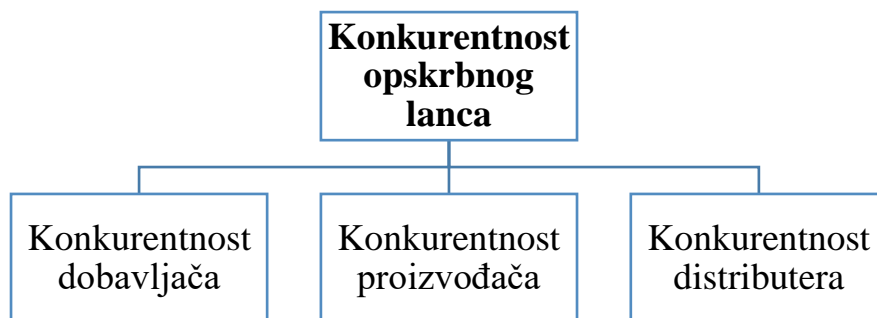 Konkurentnost
opskrbnog
lanca
Konkurentnost
dobavljača
Konkurentnost
proizvođača
Konkurentnost
distributera